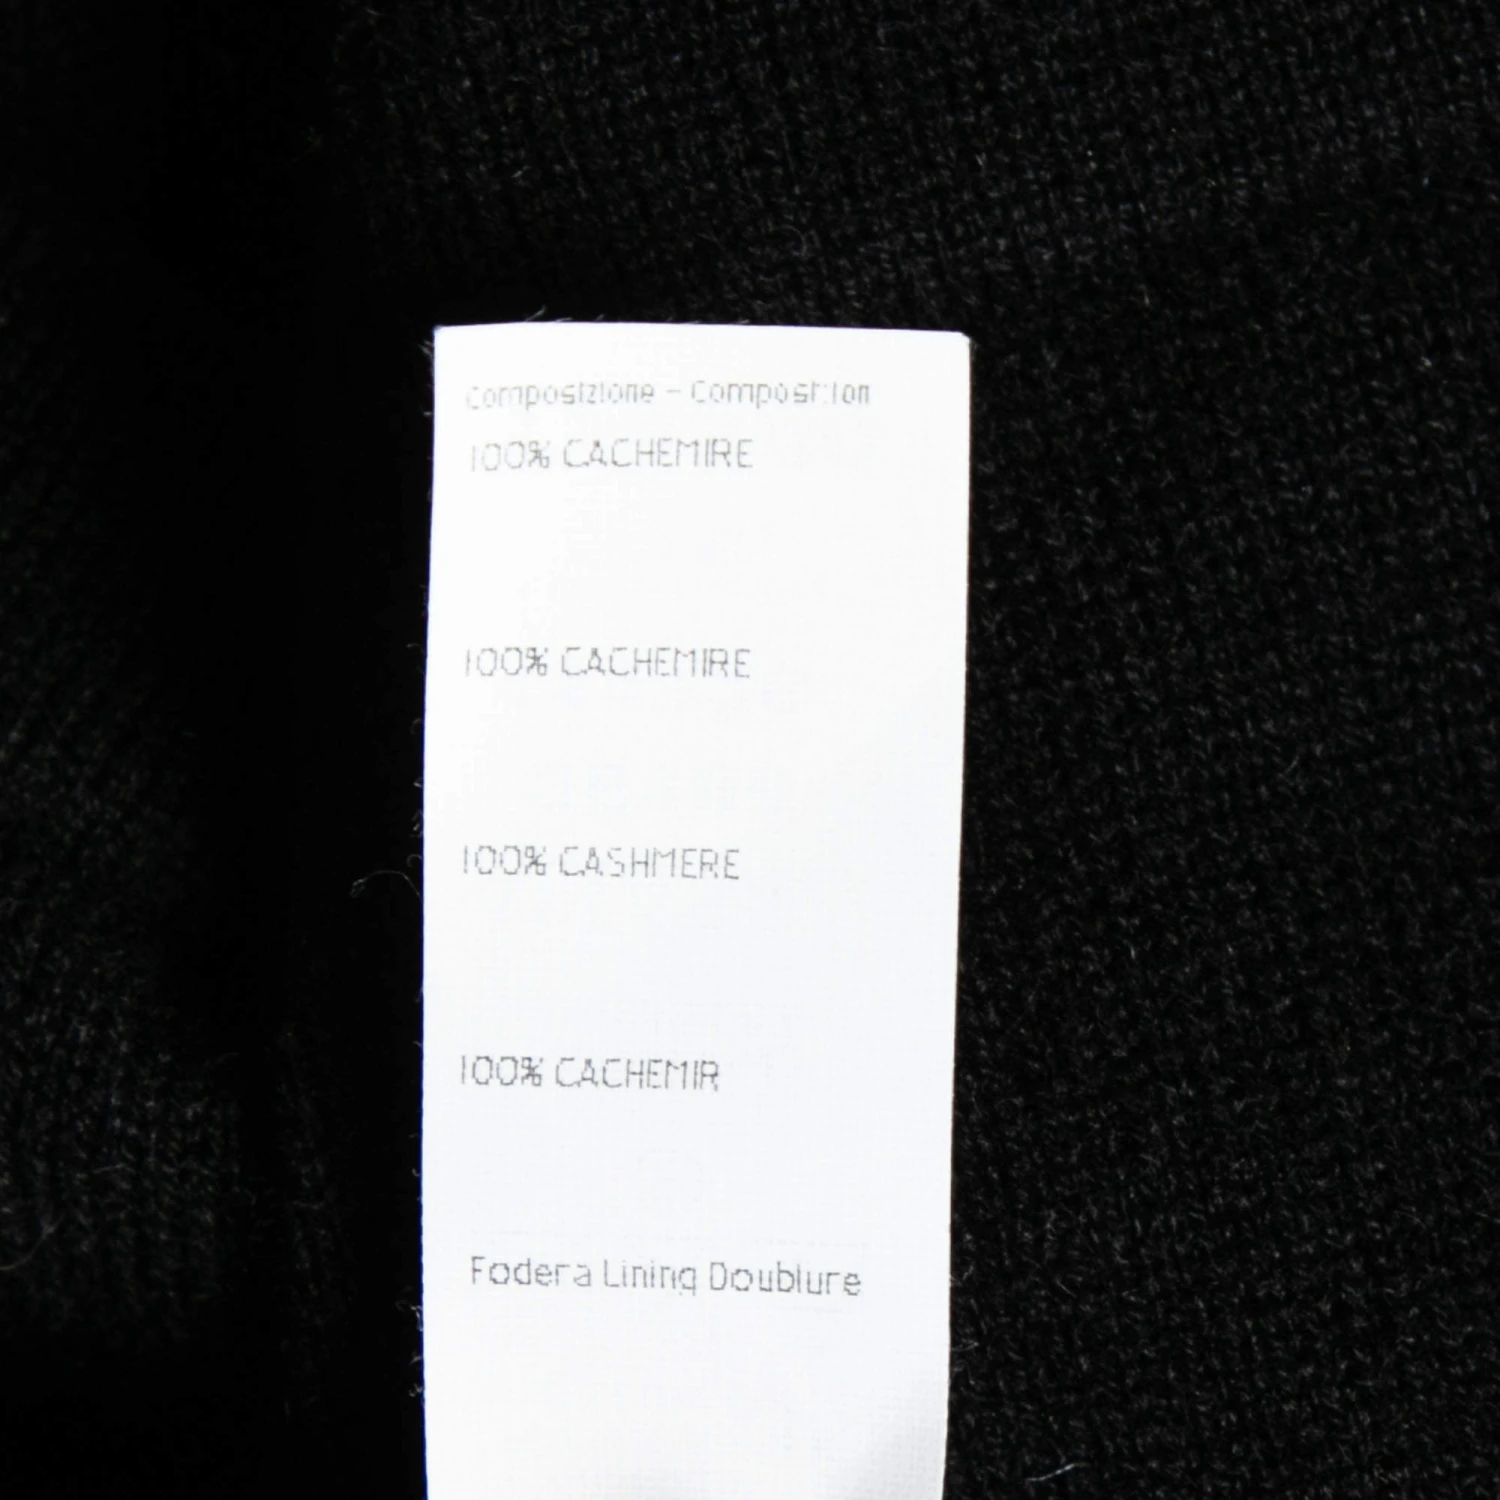 Composizione - Composition
100% CACHEMIRE
100% CACHEMIRE
100% CASHMERE
100% CACHEMIR
Fodera Lining Doublure